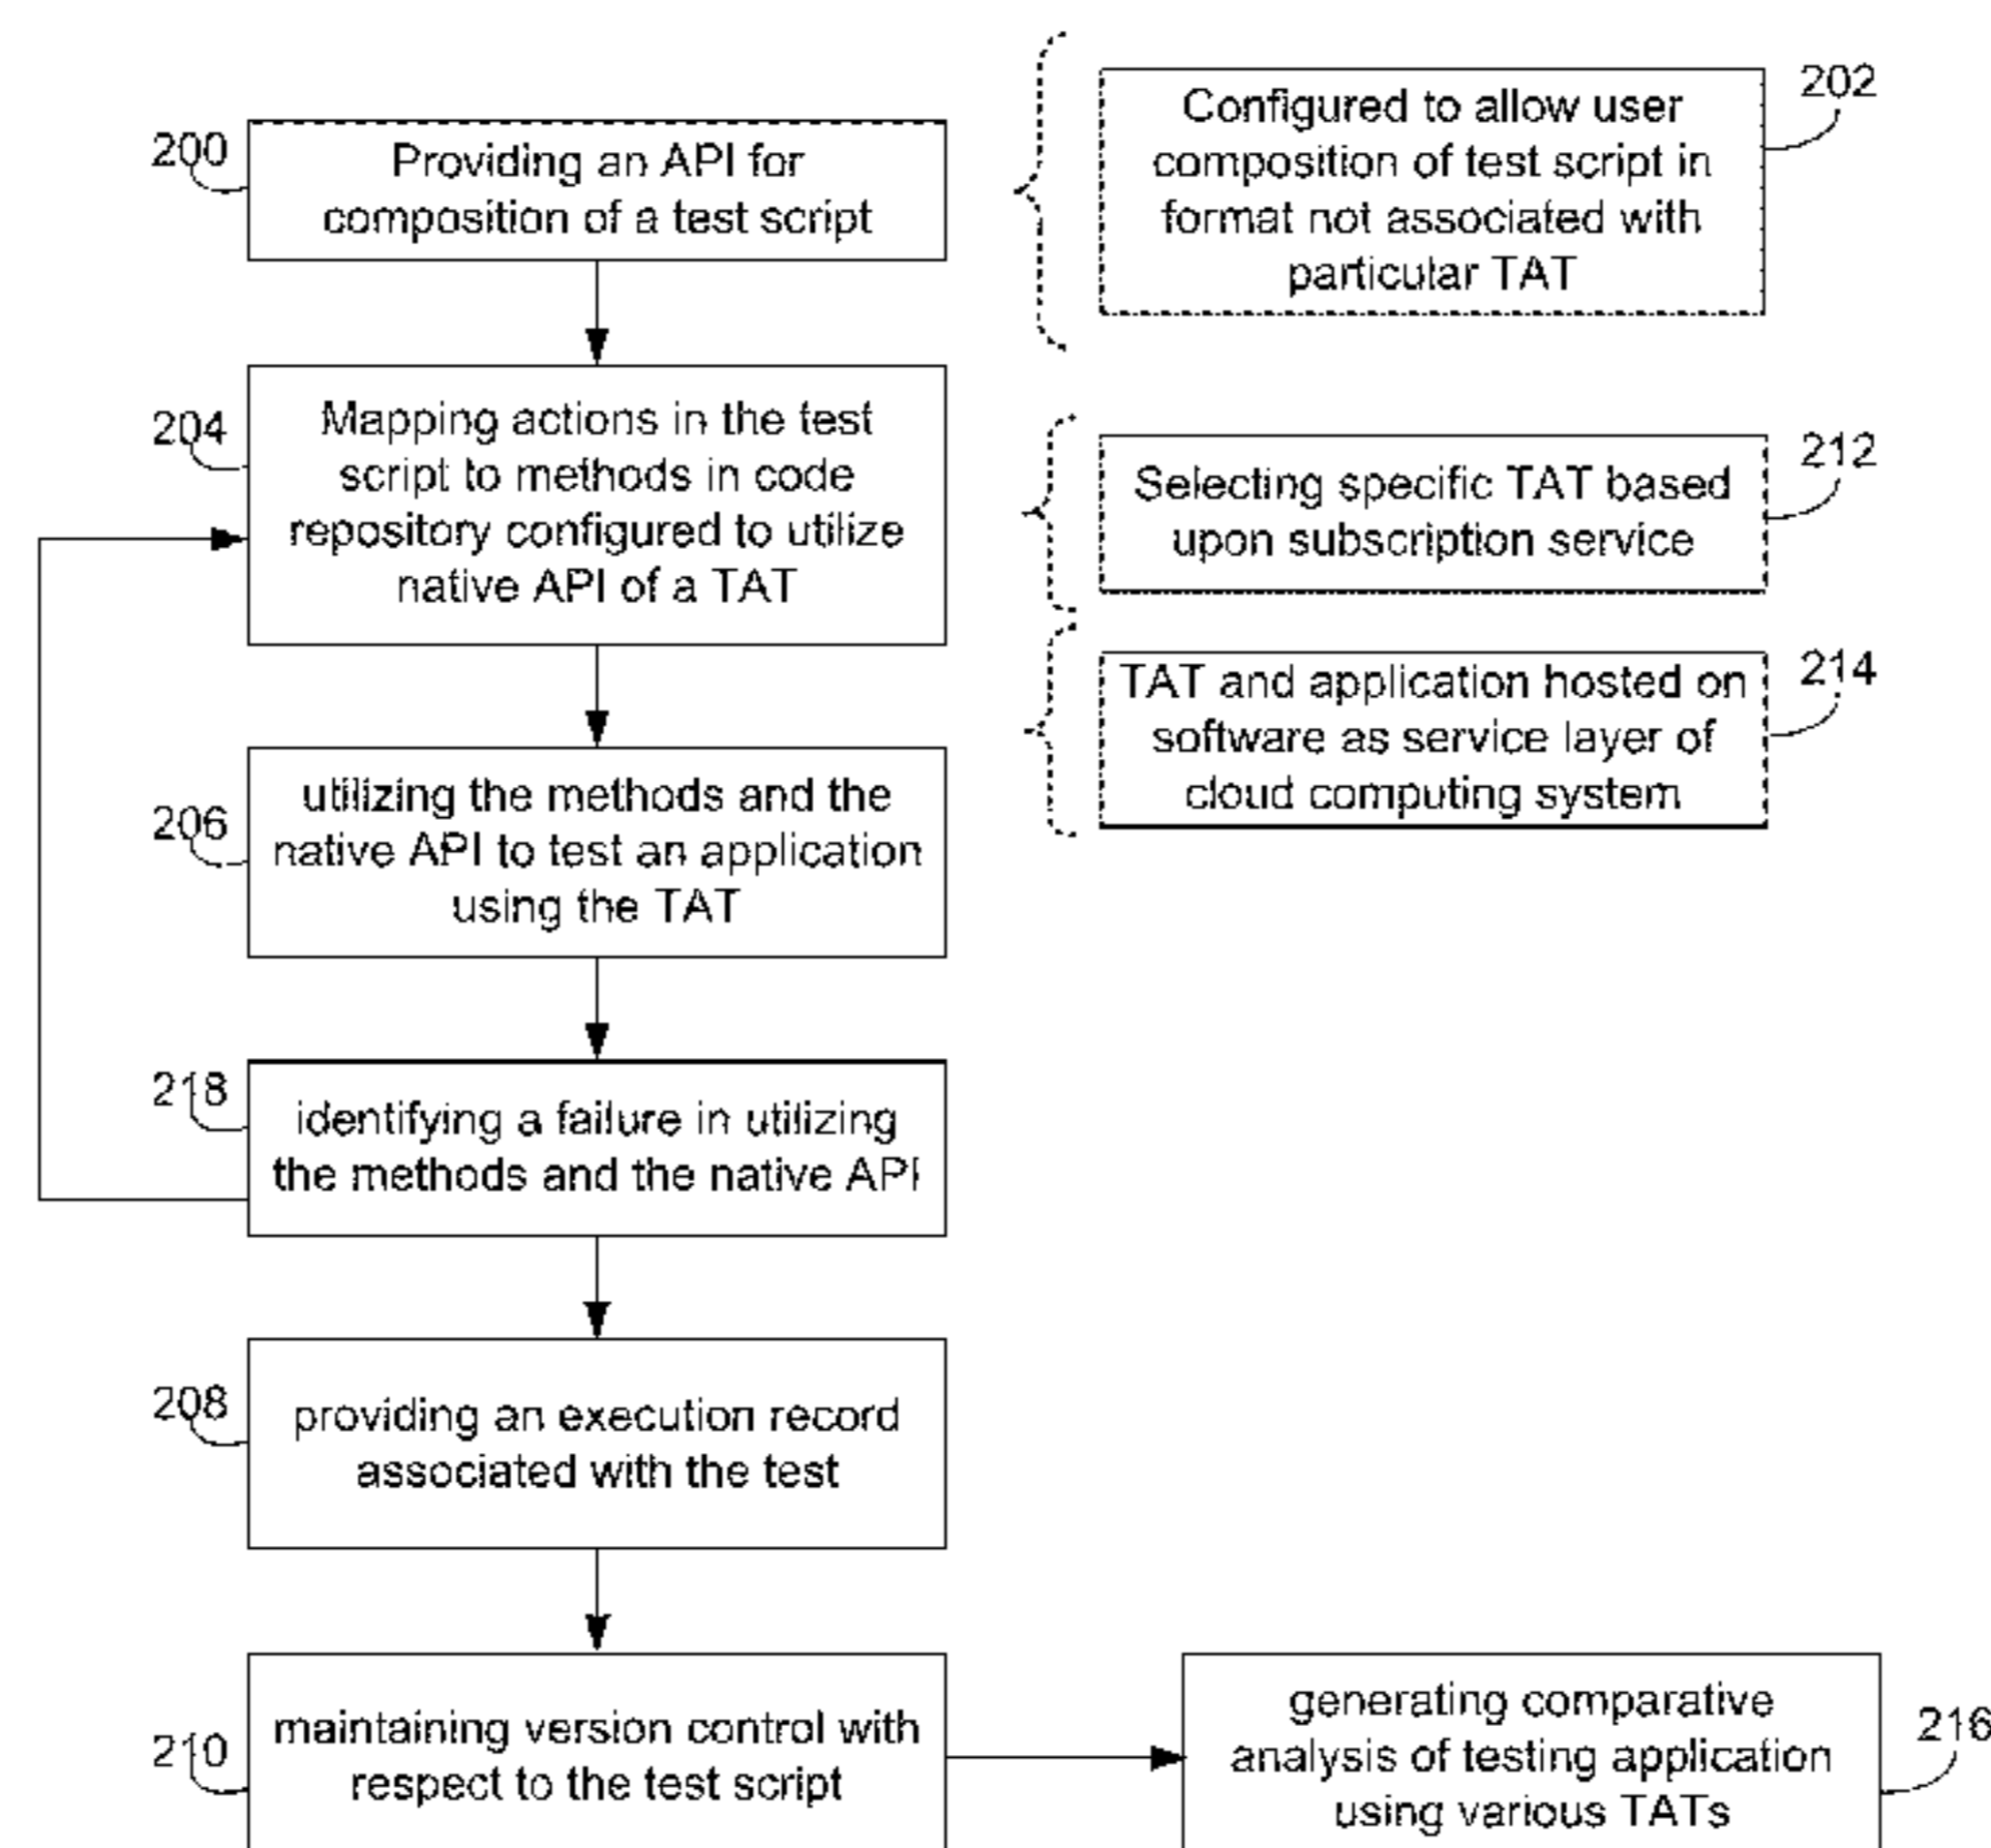 200
Providing an API for
composition of a test script
202
Configured to allow user
composition of test script in
format not associated with
particular TAT
204
Mapping actions in the test
script to methods in code
repository configured to utilize
native API of a TAT
212
Selecting specific TAT based
upon subscription service
214
TAT and application hosted on
software as service layer of
cloud computing system
206
utilizing the methods and the
native API to test an application
using the TAT
218
identifying a failure in utilizing
the methods and the native API
208
providing an execution record
associated with the test
210
maintaining version control with
respect to the test script
216
generating comparative
analysis of testing application
using various TATs